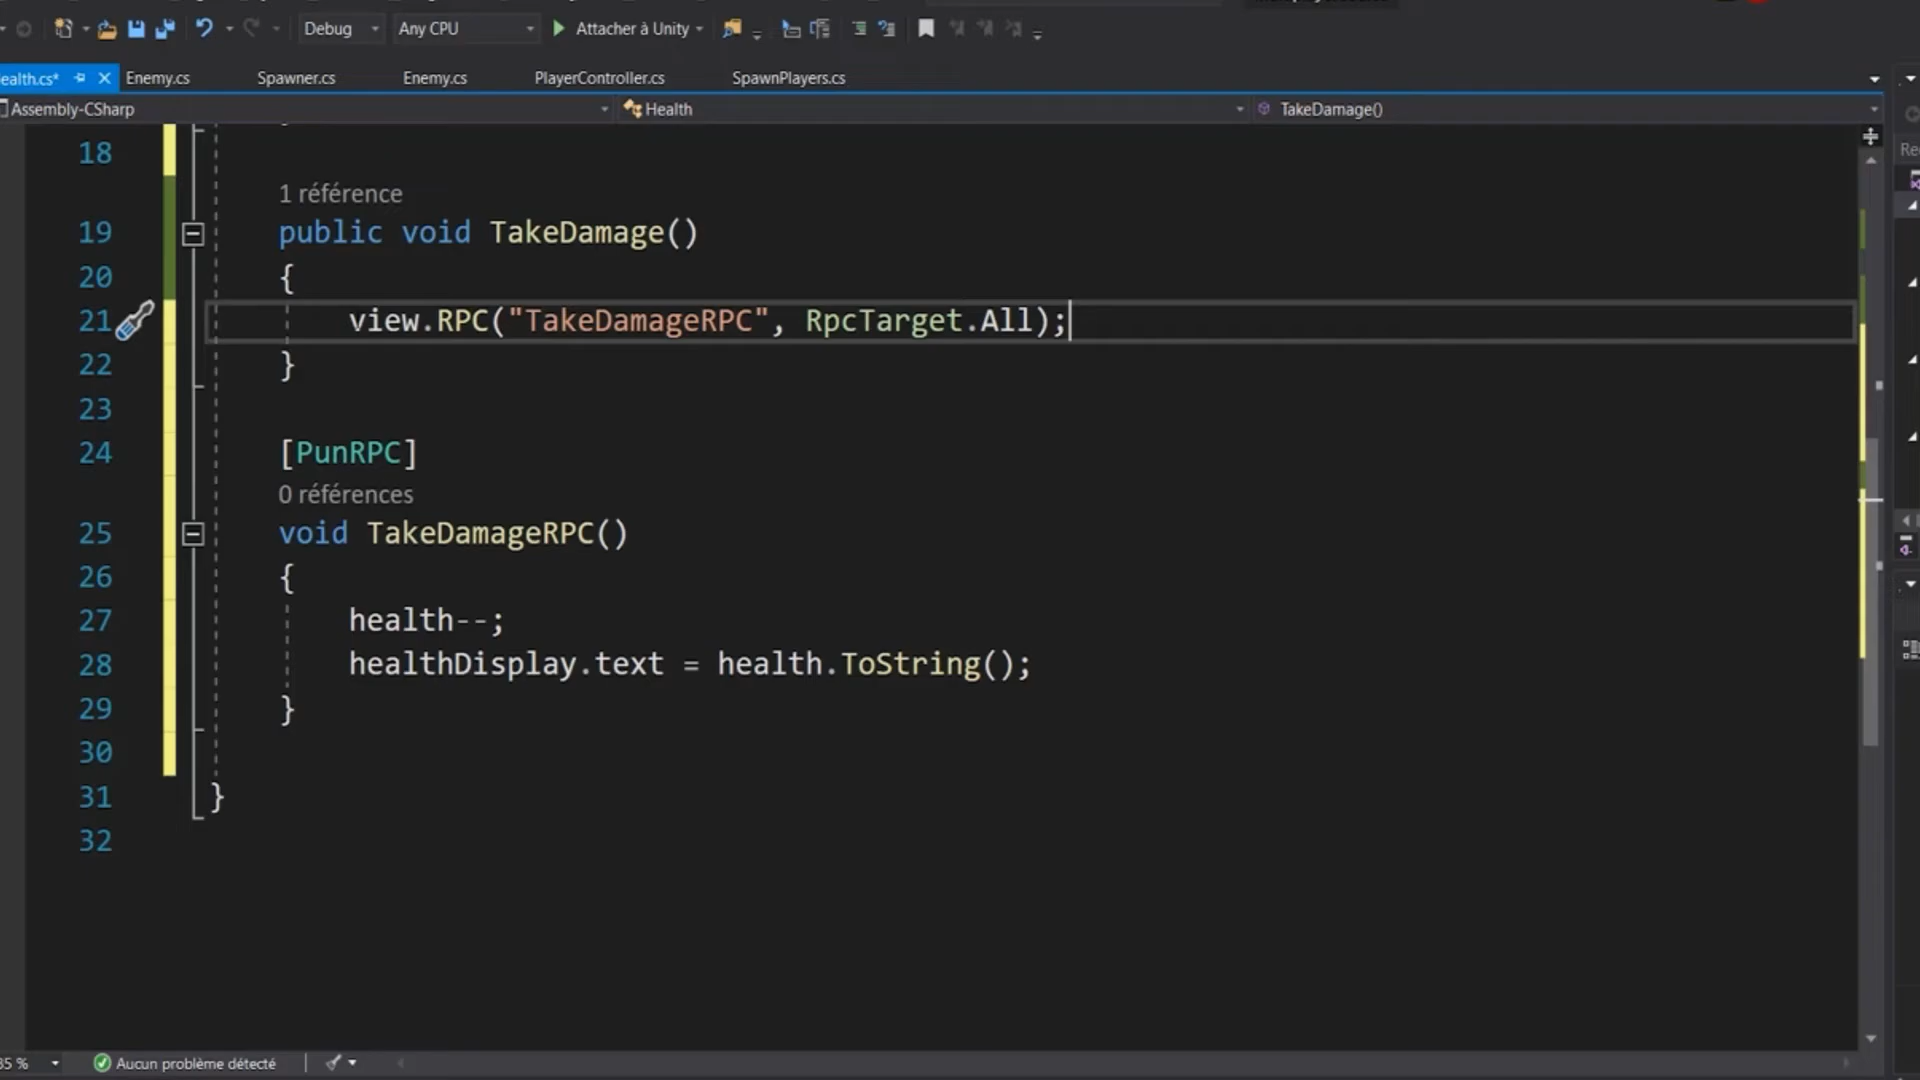 Debug Any CPU Attacher à Unity
ealth.cs* Enemy.cs Spawner.cs Enemy.cs PlayerController.cs SpawnPlayers.cs
Assembly-CSharp Health TakeDamage()
18
1 référence
19 public void TakeDamage()
20 {
21 view.RPC("TakeDamageRPC", RpcTarget.All);
22 }
23
24 [PunRPC]
0 références
25 void TakeDamageRPC()
26 {
27 health--;
28 healthDisplay.text = health.ToString();
29 }
30
31 }
32
Re
35 % Aucun problème détecté